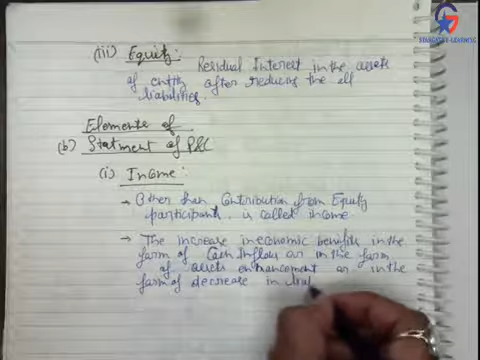 (iii) Equity: Residual Interest in the assets
of entity after reducing the all
liabilities.
Elements of
(b) Statment of P&L
(i) Income:
→ Other than Contribution from Equity
participant is called income
→ The increase in economic benefits in the
form of Cash Inflow or in the form
of assets enhancement or in the
form of decrease in